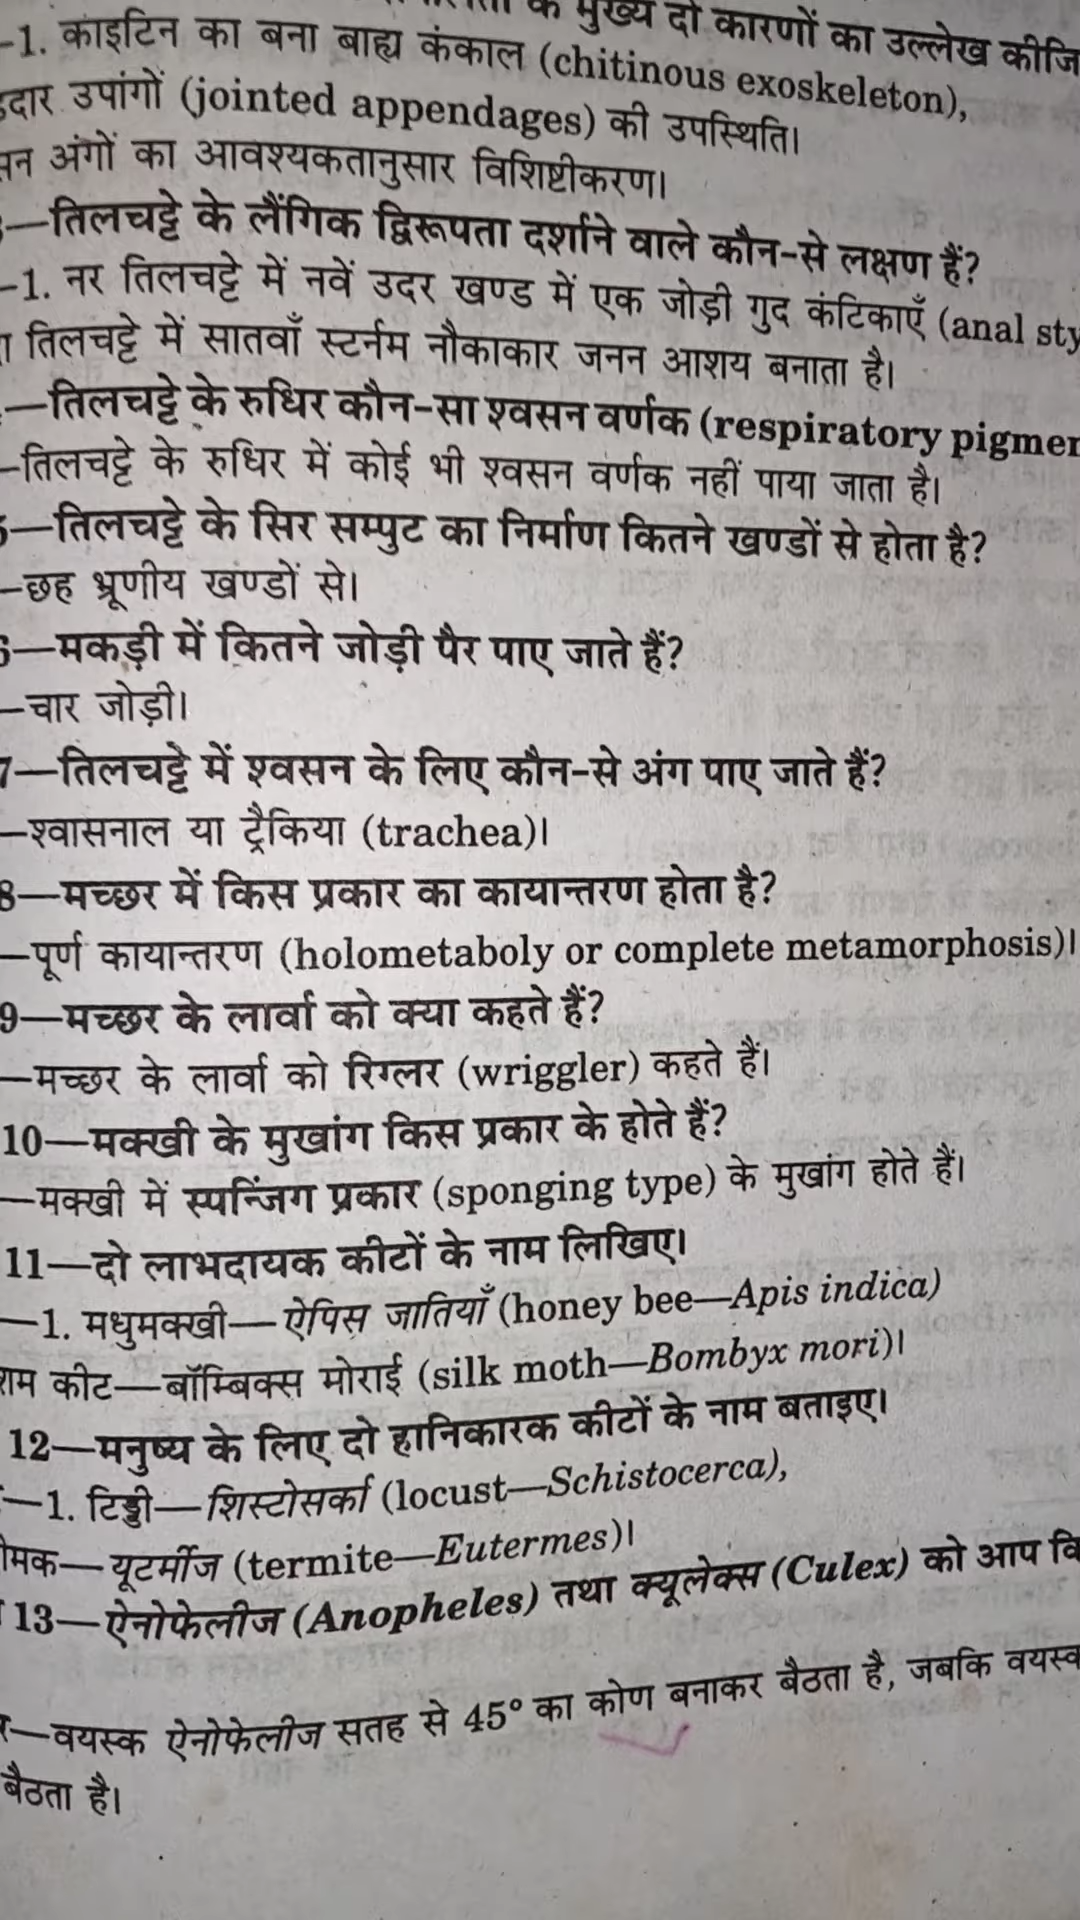 के मुख्य दो कारणों का उल्लेख कीजि
–1. काइटिन का बना बाह्य कंकाल (chitinous exoskeleton),
दार उपांगों (jointed appendages) की उपस्थिति।
सन अंगों का आवश्यकतानुसार विशिष्टीकरण।
—तिलचट्टे के लैंगिक द्विरूपता दर्शाने वाले कौन-से लक्षण हैं?
–1. नर तिलचट्टे में नवें उदर खण्ड में एक जोड़ी गुद कंटिकाएँ (anal sty
तिलचट्टे में सातवाँ स्टर्नम नौकाकार जनन आशय बनाता है।
—तिलचट्टे के रुधिर कौन-सा श्वसन वर्णक (respiratory pigmen
–तिलचट्टे के रुधिर में कोई भी श्वसन वर्णक नहीं पाया जाता है।
5—तिलचट्टे के सिर सम्पुट का निर्माण कितने खण्डों से होता है?
–छह भ्रूणीय खण्डों से।
6—मकड़ी में कितने जोड़ी पैर पाए जाते हैं?
–चार जोड़ी।
7—तिलचट्टे में श्वसन के लिए कौन-से अंग पाए जाते हैं?
–श्वासनाल या ट्रैकिया (trachea)।
8—मच्छर में किस प्रकार का कायान्तरण होता है?
—पूर्ण कायान्तरण (holometaboly or complete metamorphosis)।
9—मच्छर के लार्वा को क्या कहते हैं?
—मच्छर के लार्वा को रिग्लर (wriggler) कहते हैं।
10—मक्खी के मुखांग किस प्रकार के होते हैं?
—मक्खी में स्पन्जिंग प्रकार (sponging type) के मुखांग होते हैं।
11—दो लाभदायक कीटों के नाम लिखिए।
—1. मधुमक्खी—ऐपिस जातियाँ (honey bee—Apis indica)
शम कीट—बॉम्बिक्स मोराई (silk moth—Bombyx mori)।
12—मनुष्य के लिए दो हानिकारक कीटों के नाम बताइए।
—1. टिड्डी—शिस्टोसर्का (locust—Schistocerca),
मक—यूटर्मीज (termite—Eutermes)।
13—ऐनोफेलीज (Anopheles) तथा क्यूलेक्स (Culex) को आप वि
र—वयस्क ऐनोफेलीज सतह से 45° का कोण बनाकर बैठता है, जबकि वयस्क
बैठता है।